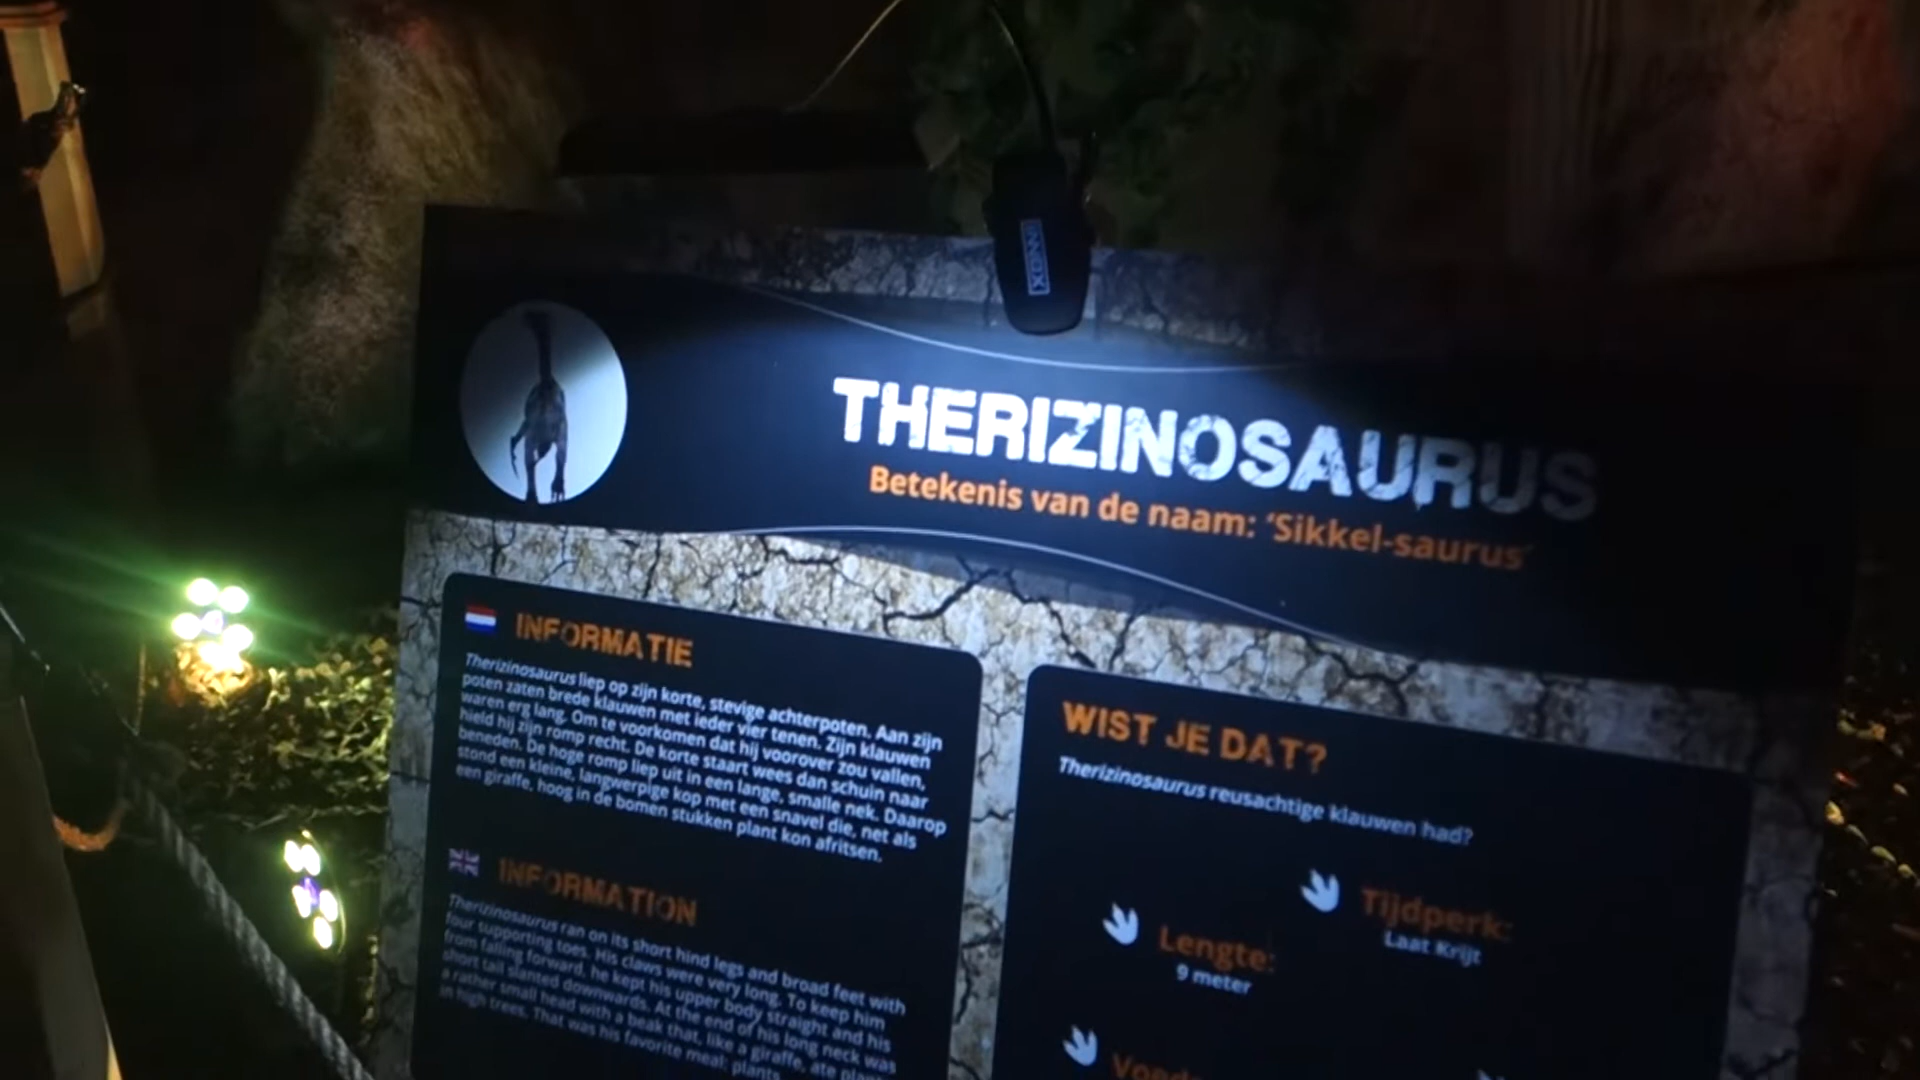 XQ-LITE
THERIZINOSAURUS
Betekenis van de naam: ‘Sikkel-saurus’
INFORMATIE
Therizinosaurus liep op zijn korte, stevige achterpoten. Aan zijn
poten zaten brede klauwen met ieder vier tenen. Zijn klauwen
waren erg lang. Om te voorkomen dat hij voorover zou vallen,
hield hij zijn romp recht. De korte staart wees dan schuin naar
beneden. De hoge romp liep uit in een lange, smalle nek. Daarop
stond een kleine, langwerpige kop met een snavel die, net als
een giraffe, hoog in de bomen stukken plant kon afritsen.
INFORMATION
Therizinosaurus ran on its short hind legs and broad feet with
four supporting toes. His claws were very long. To keep him
from falling forward, he kept his upper body straight and his
short tail slanted downwards. At the end of his long neck was
a rather small head with a beak that, like a giraffe, ate
in high trees. That was his favorite meal: plants
WIST JE DAT?
Therizinosaurus reusachtige klauwen had?
Tijdperk:
Laat Krijt
Lengte:
9 meter